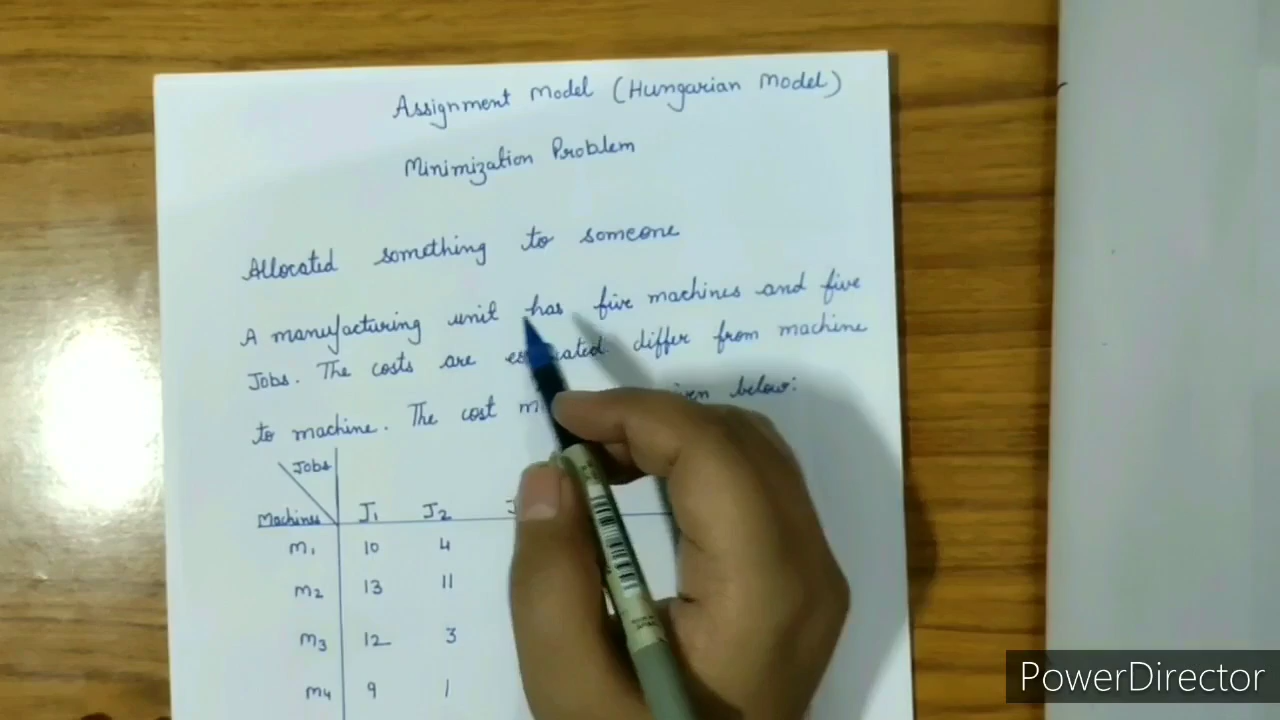 Assignment Model (Hungarian Model)
Minimization Problem
Allocated something to someone
A manufacturing unit has five machines and five
Jobs. The costs are differ from machine
to machine. The cost below:
Jobs
Machines J1 J2
M1 10 4
M2 13 11
M3 12 3
M4 9 1
PowerDirector